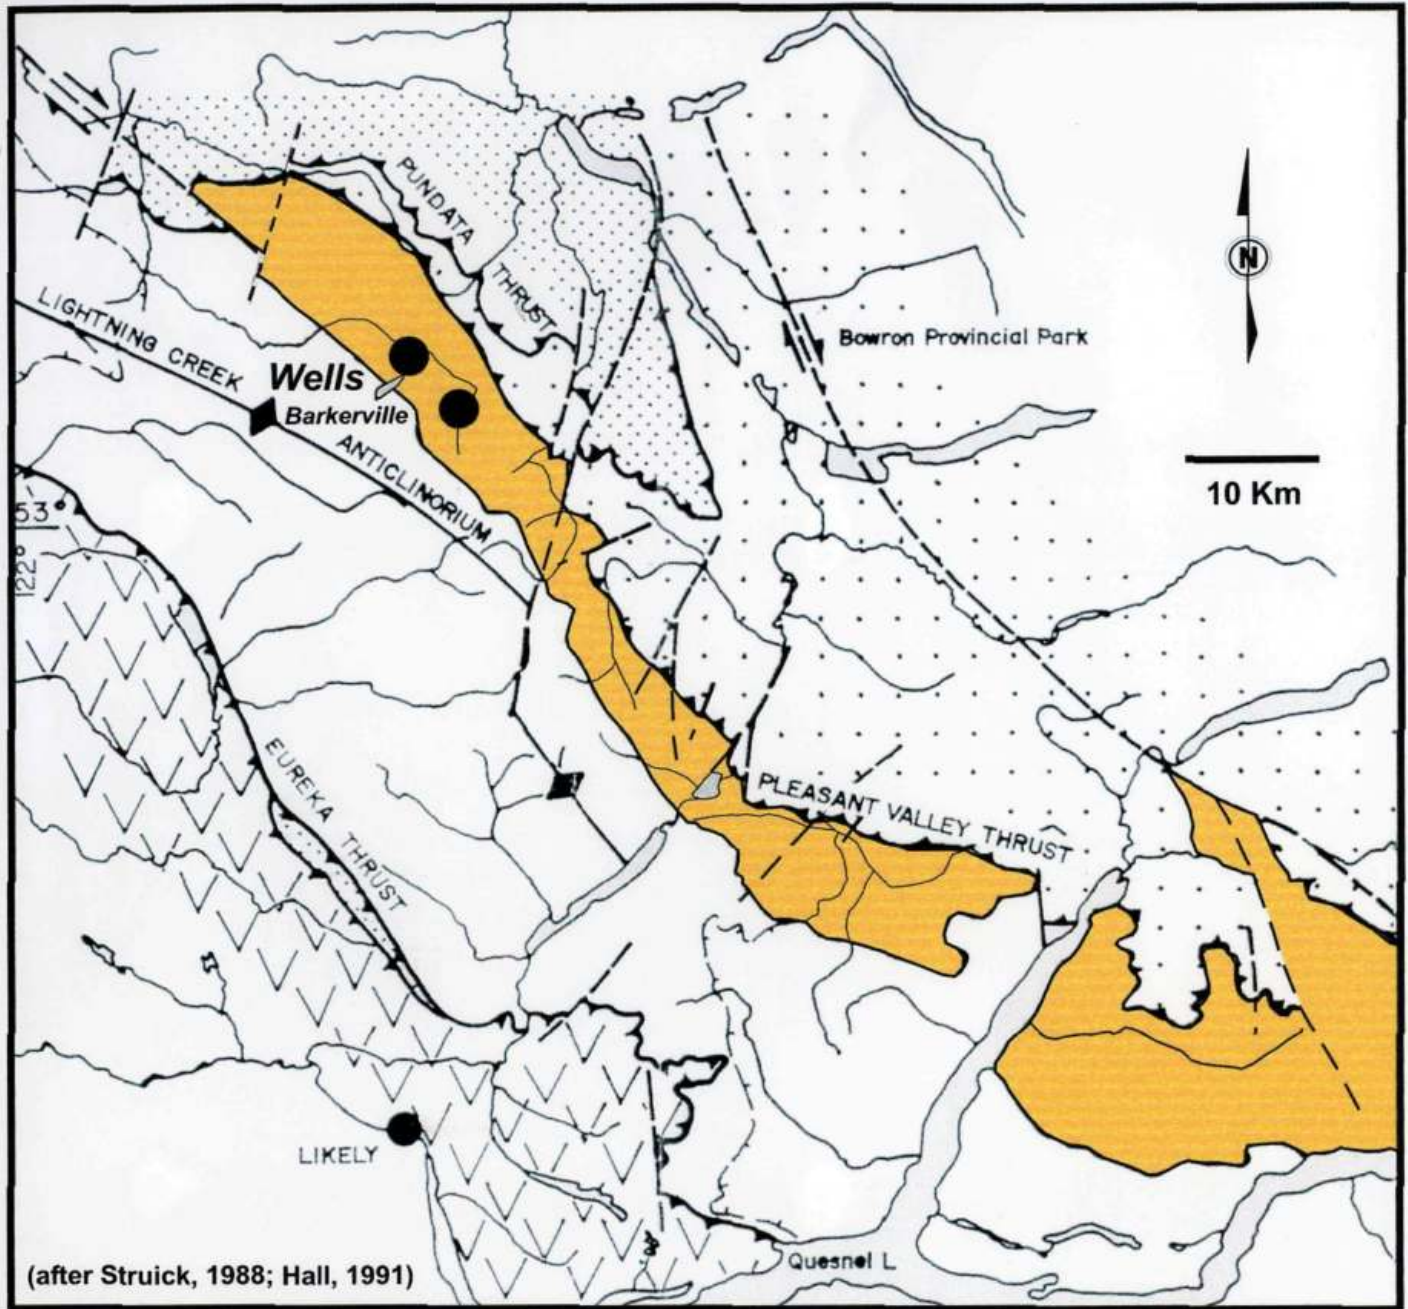 PUNDATA
THRUST
N
Bowron Provincial Park
LIGHTNING CREEK
Wells
Barkerville
ANTICLINORIUM
10 Km
53
22°
EUREKA THRUST
PLEASANT VALLEY THRUST
LIKELY
Quesnel L
(after Struick, 1988; Hall, 1991)